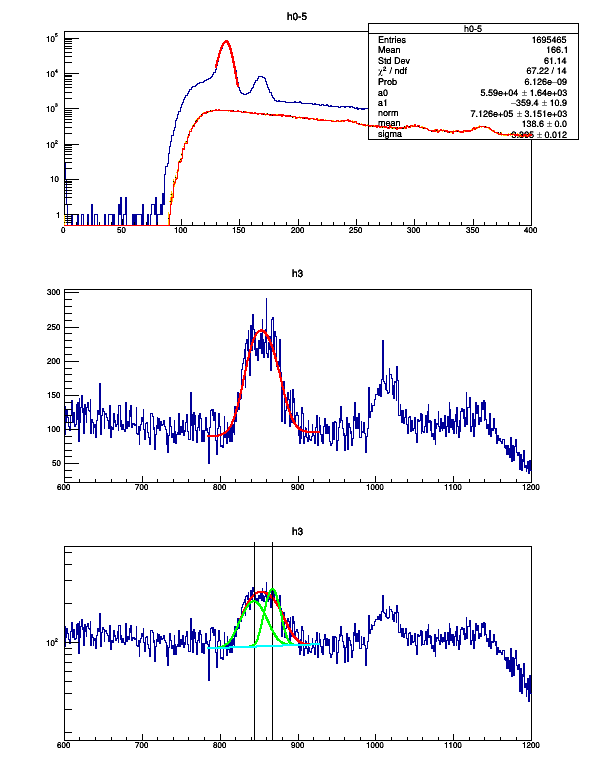 h0-5
h0-5
Entries 1695465
Mean 166.1
Std Dev 61.14
χ² / ndf 67.22 / 14
Prob 6.126e−09
a0 5.59e+04 ± 1.64e+03
a1 −359.4 ± 10.9
norm 7.126e+05 ± 3.151e+03
mean 138.6 ± 0.0
sigma 3.395 ± 0.012
10⁵
10⁴
10³
10²
10
1
0 50 100 150 200 250 300 350 400
h3
300
250
200
150
100
50
600 700 800 900 1000 1100 1200
h3
10²
600 700 800 900 1000 1100 1200